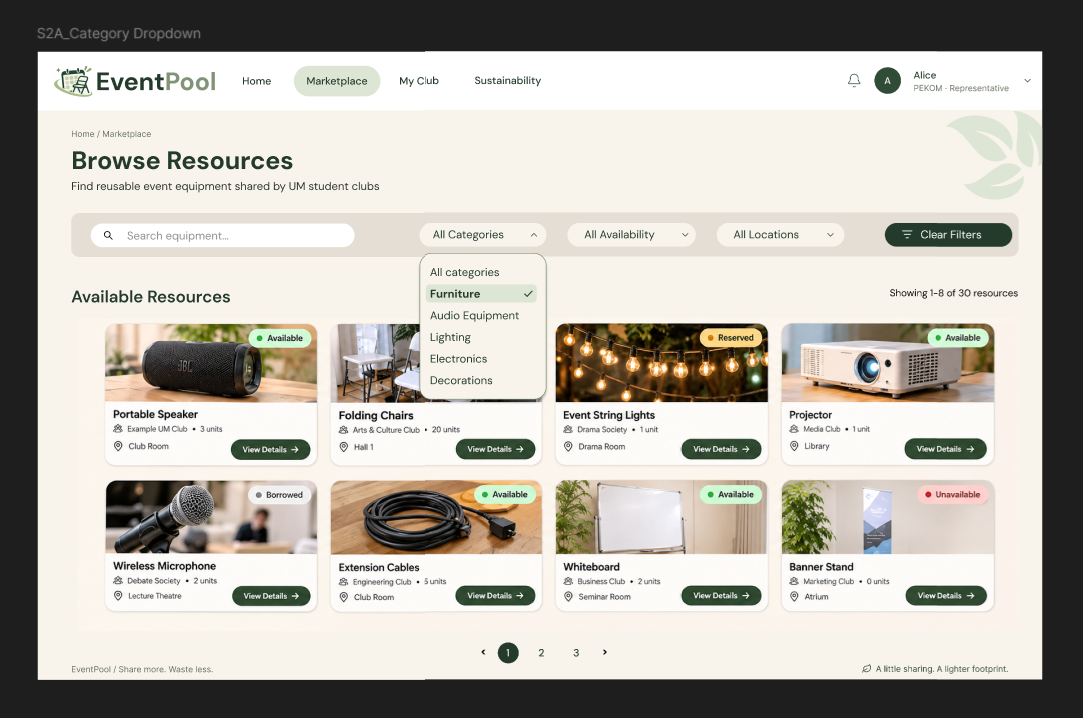 S2A_Category Dropdown
EventPool
Home
Marketplace
My Club
Sustainability
A
Alice
PEKOM - Representative
Home / Marketplace
Browse Resources
Find reusable event equipment shared by UM student clubs
Search equipment...
All Categories
All Availability
All Locations
Clear Filters
All categories
Furniture
Audio Equipment
Lighting
Electronics
Decorations
Available Resources
Showing 1-8 of 30 resources
JBL
Available
Portable Speaker
Example UM Club • 3 units
Club Room
View Details →
Folding Chairs
Arts & Culture Club • 20 units
Hall 1
View Details →
Reserved
Event String Lights
Drama Society • 1 unit
Drama Room
View Details →
Available
Projector
Media Club • 1 unit
Library
View Details →
Borrowed
Wireless Microphone
Debate Society • 2 units
Lecture Theatre
View Details →
Available
Extension Cables
Engineering Club • 5 units
Club Room
View Details →
Available
Whiteboard
Business Club • 2 units
Seminar Room
View Details →
Unavailable
Banner Stand
Marketing Club • 0 units
Atrium
View Details →
1 2 3
EventPool / Share more. Waste less.
A little sharing. A lighter footprint.